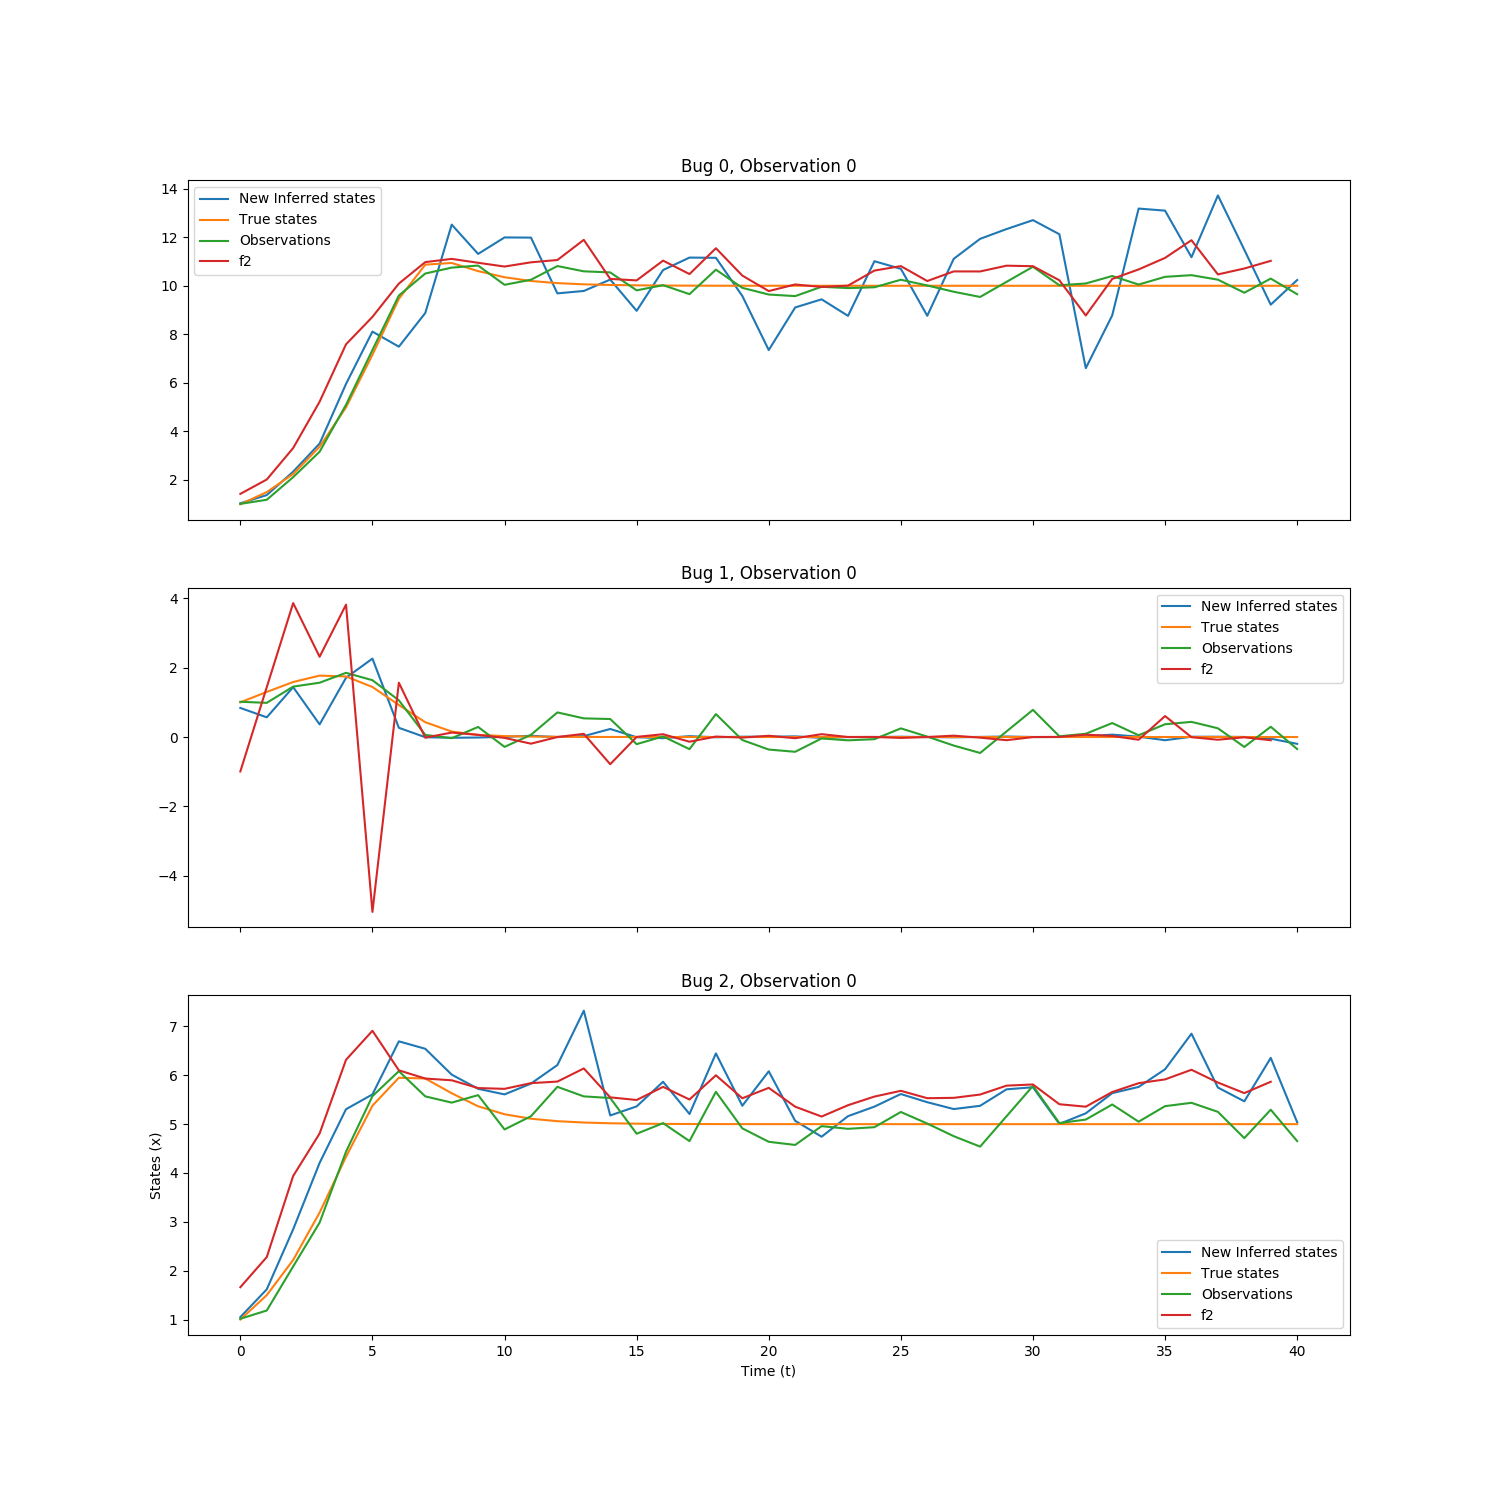 Bug 0, Observation 0
14
12
10
8
6
4
2
New Inferred states
True states
Observations
f2
Bug 1, Observation 0
4
2
0
−2
−4
New Inferred states
True states
Observations
f2
Bug 2, Observation 0
7
6
5
4
3
2
1
States (x)
New Inferred states
True states
Observations
f2
0 5 10 15 20 25 30 35 40
Time (t)